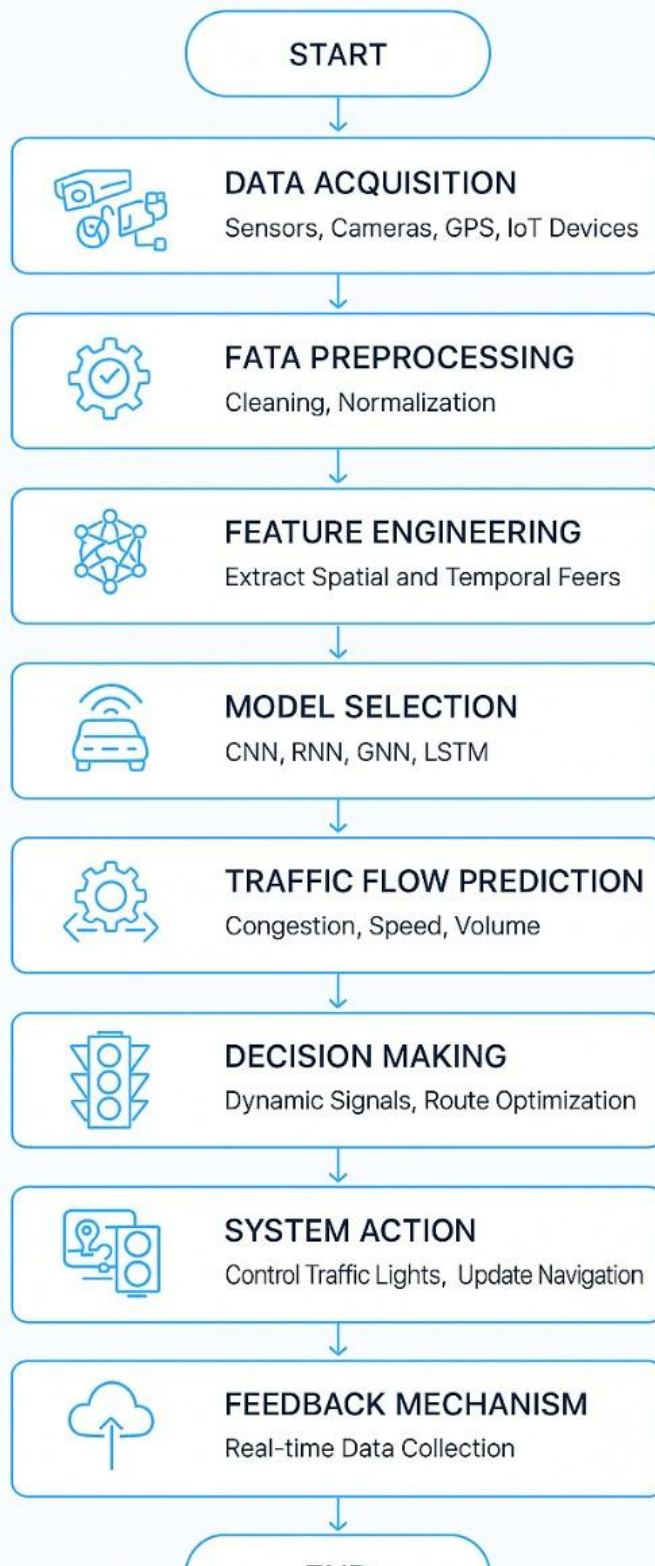 START
DATA ACQUISITION
Sensors, Cameras, GPS, IoT Devices
FATA PREPROCESSING
Cleaning, Normalization
FEATURE ENGINEERING
Extract Spatial and Temporal Feers
MODEL SELECTION
CNN, RNN, GNN, LSTM
TRAFFIC FLOW PREDICTION
Congestion, Speed, Volume
DECISION MAKING
Dynamic Signals, Route Optimization
SYSTEM ACTION
Control Traffic Lights, Update Navigation
FEEDBACK MECHANISM
Real-time Data Collection